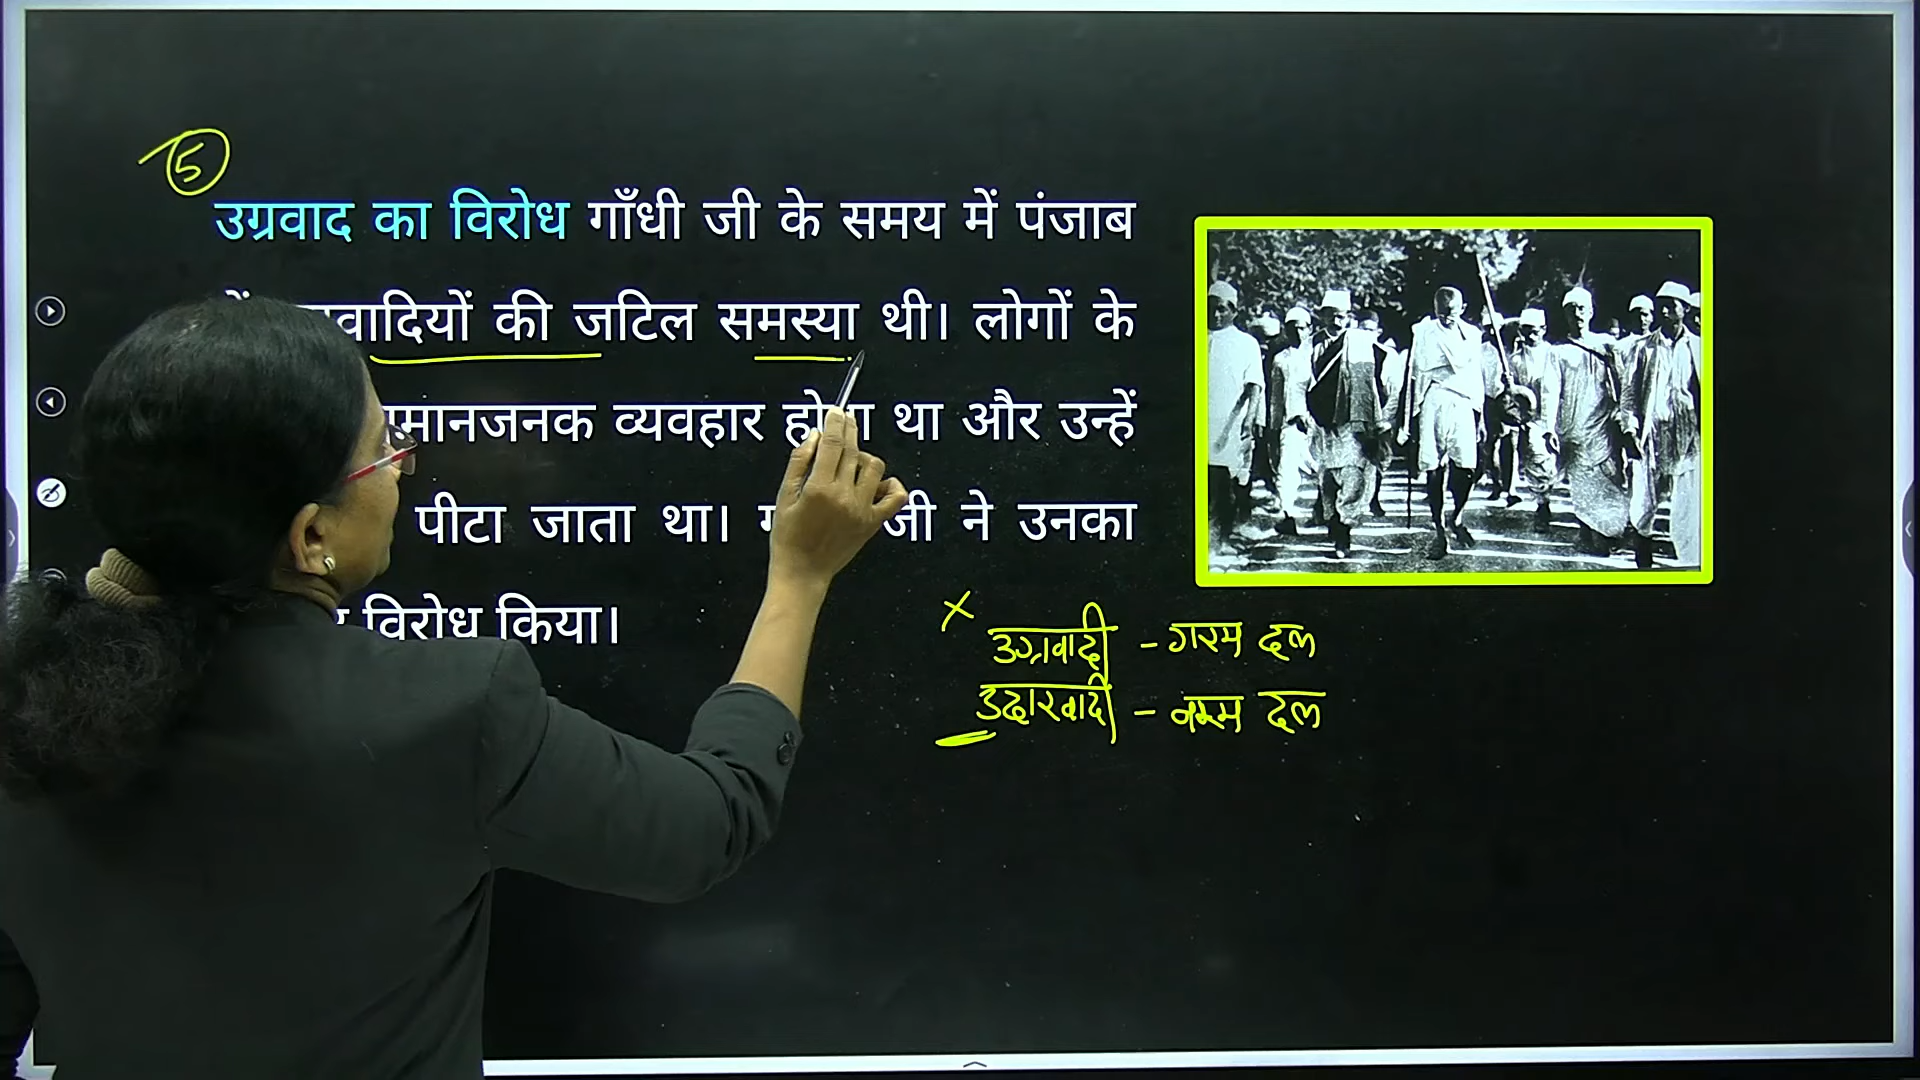 5
उग्रवाद का विरोध गाँधी जी के समय में पंजाब
वादियों की जटिल समस्या थी। लोगों के
मानजनक व्यवहार था और उन्हें
पीटा जाता था। जी ने उनका
विरोध किया।
x
उग्रवादी - गरम दल
उदारवादी - नरम दल